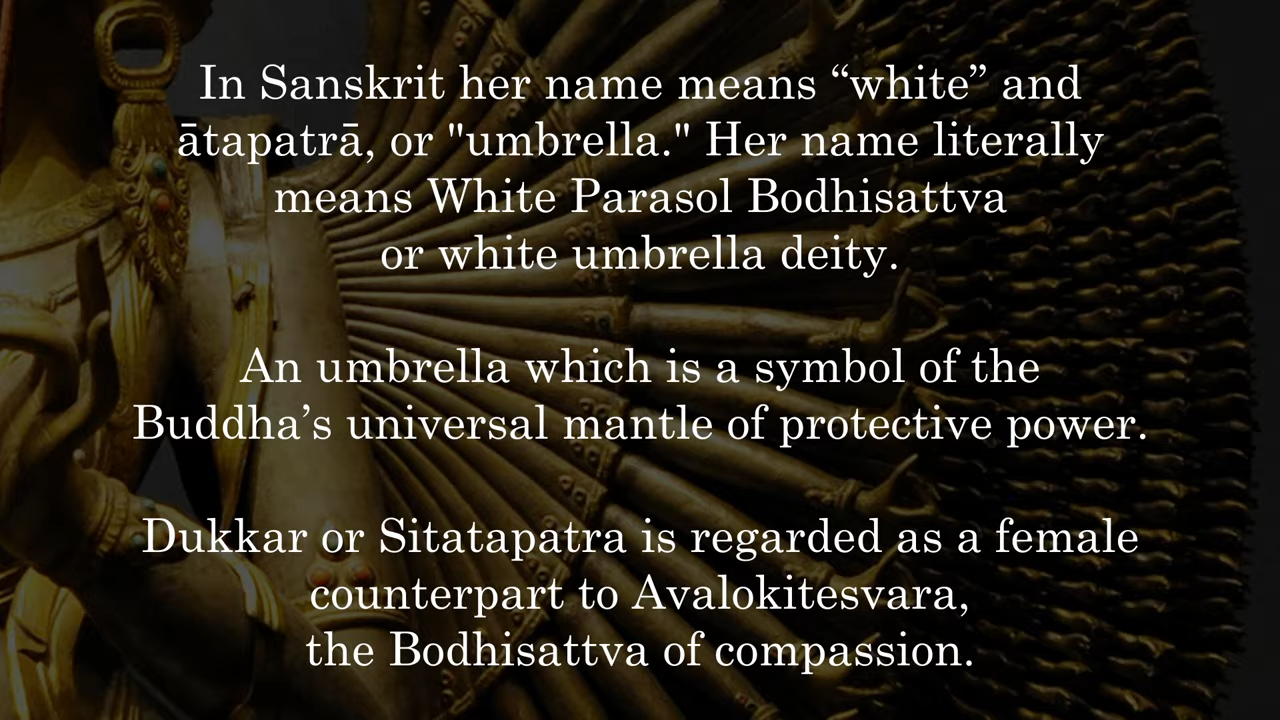 In Sanskrit her name means “white” and
ātapatrā, or "umbrella." Her name literally
means White Parasol Bodhisattva
or white umbrella deity.
An umbrella which is a symbol of the
Buddha’s universal mantle of protective power.
Dukkar or Sitatapatra is regarded as a female
counterpart to Avalokitesvara,
the Bodhisattva of compassion.